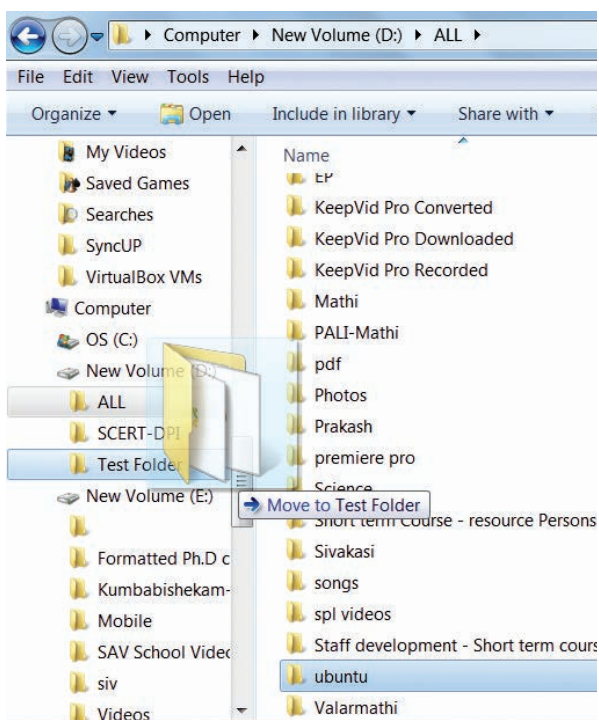 Computer New Volume (D:) ALL
File Edit View Tools Help
Organize Open Include in library Share with
My Videos
Saved Games
Searches
SyncUP
VirtualBox VMs
Computer
OS (C:)
New Volume (D:)
ALL
SCERT-DPI
Test Folder
New Volume (E:)
Formatted Ph.D c
Kumbabishekam-
Mobile
SAV School Videc
siv
Videos
Name
EP
KeepVid Pro Converted
KeepVid Pro Downloaded
KeepVid Pro Recorded
Mathi
PALI-Mathi
pdf
Photos
Prakash
premiere pro
Science
Move to Test Folder
Short term Course - resource Persons
Sivakasi
songs
spl videos
Staff development - Short term cours
ubuntu
Valarmathi